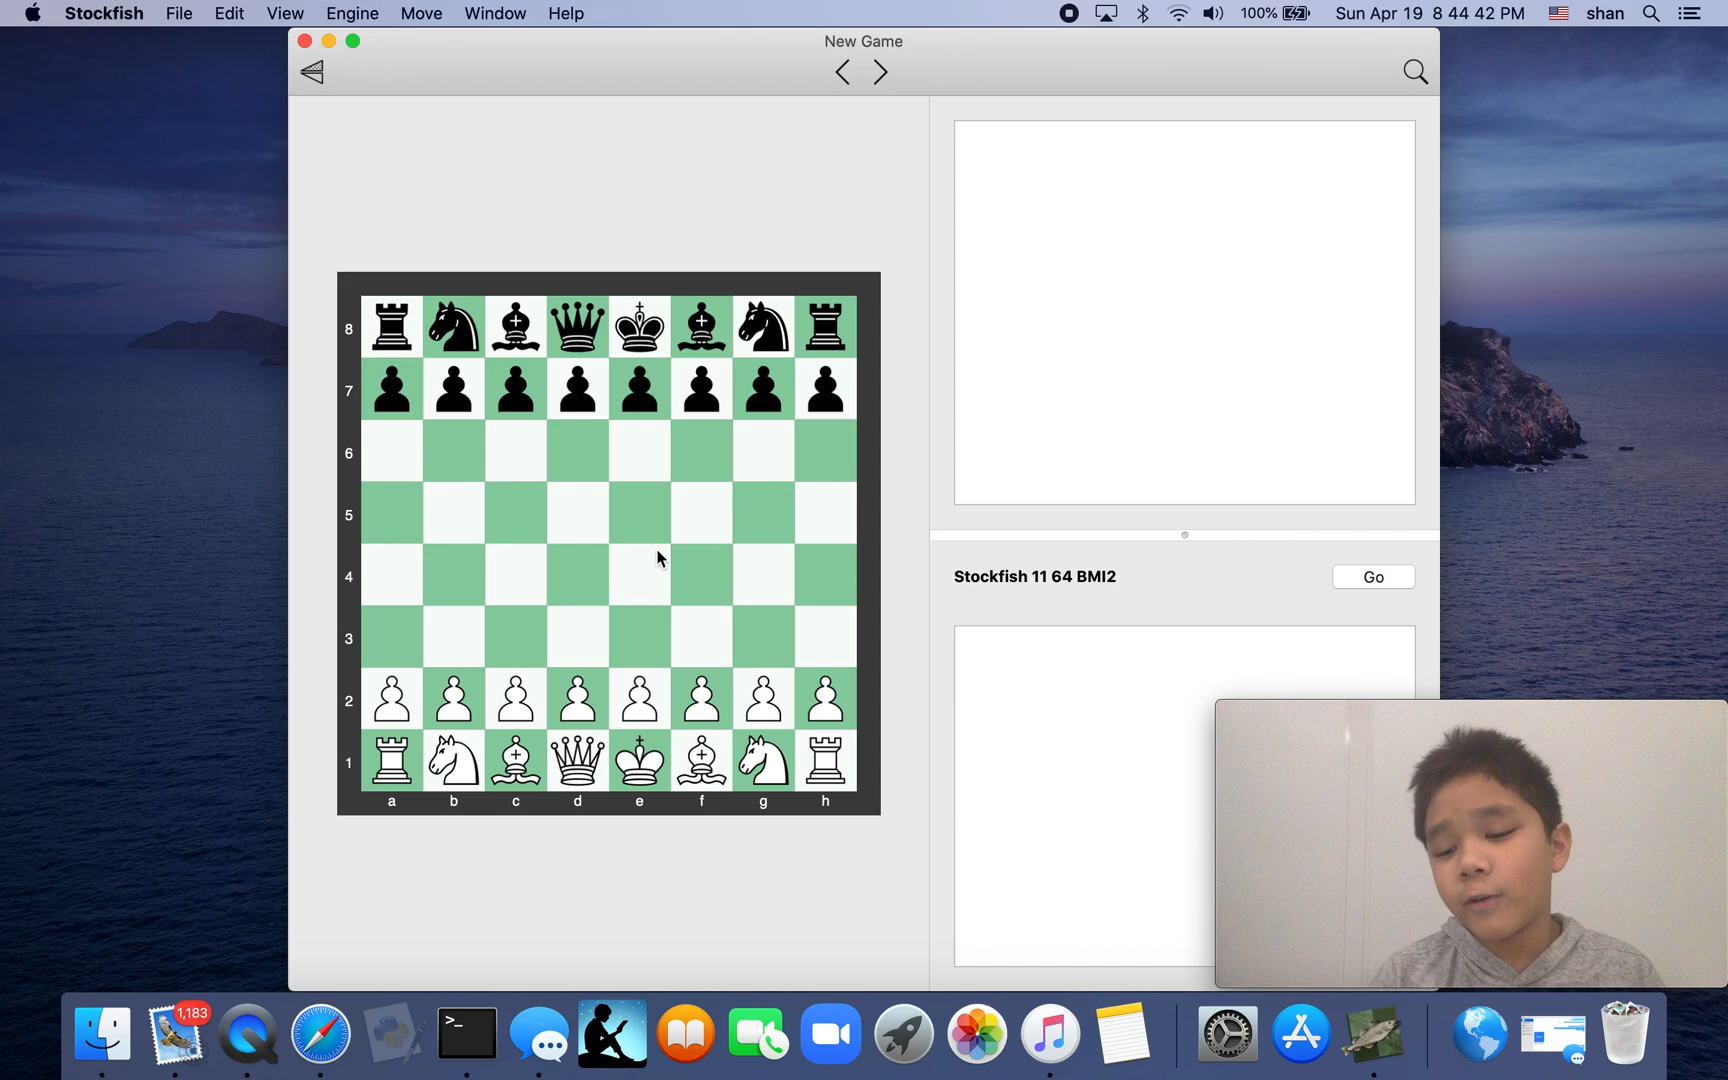 Stockfish File Edit View Engine Move Window Help 100% Sun Apr 19 8 44 42 PM shan
New Game
8
7
6
5
4
3
2
1
a b c d e f g h
Stockfish 11 64 BMI2 Go
1,183
>_